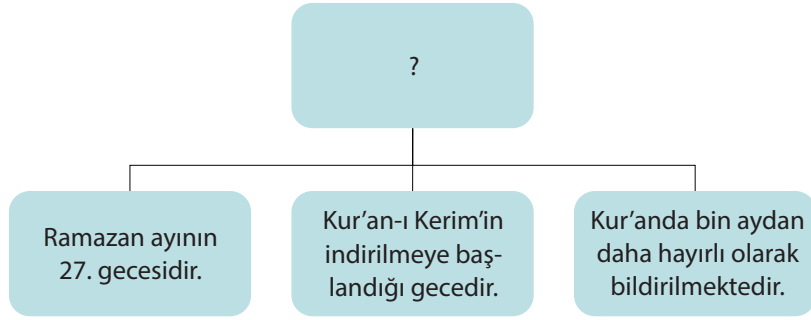 ?
Ramazan ayının
27. gecesidir.
Kur’an-ı Kerim’in
indirilmeye baş-
landığı gecedir.
Kur’anda bin aydan
daha hayırlı olarak
bildirilmektedir.